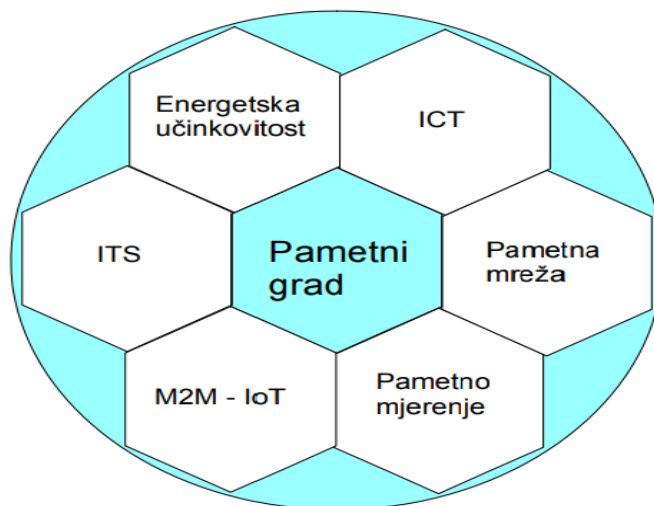 Energetska
učinkovitost
ICT
ITS
Pametni
grad
Pametna
mreža
M2M - IoT
Pametno
mjerenje